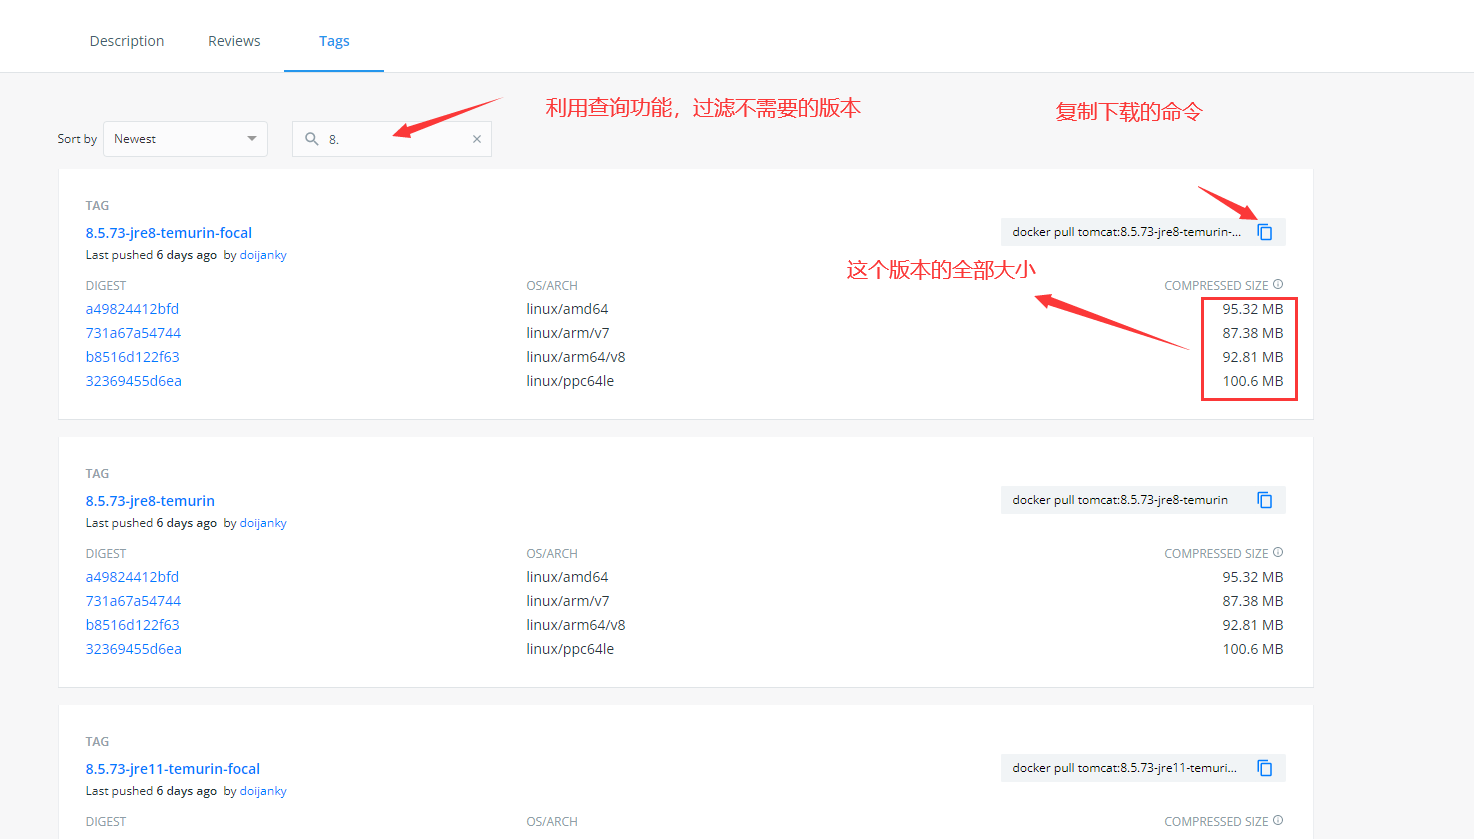 Description Reviews Tags
利用查询功能，过滤不需要的版本 复制下载的命令
Sort by Newest 8.
TAG
8.5.73-jre8-temurin-focal docker pull tomcat:8.5.73-jre8-temurin-...
Last pushed 6 days ago by doijanky
这个版本的全部大小
DIGEST OS/ARCH COMPRESSED SIZE
a49824412bfd linux/amd64 95.32 MB
731a67a54744 linux/arm/v7 87.38 MB
b8516d122f63 linux/arm64/v8 92.81 MB
32369455d6ea linux/ppc64le 100.6 MB
TAG
8.5.73-jre8-temurin docker pull tomcat:8.5.73-jre8-temurin
Last pushed 6 days ago by doijanky
DIGEST OS/ARCH COMPRESSED SIZE
a49824412bfd linux/amd64 95.32 MB
731a67a54744 linux/arm/v7 87.38 MB
b8516d122f63 linux/arm64/v8 92.81 MB
32369455d6ea linux/ppc64le 100.6 MB
TAG
8.5.73-jre11-temurin-focal docker pull tomcat:8.5.73-jre11-temuri...
Last pushed 6 days ago by doijanky
DIGEST OS/ARCH COMPRESSED SIZE